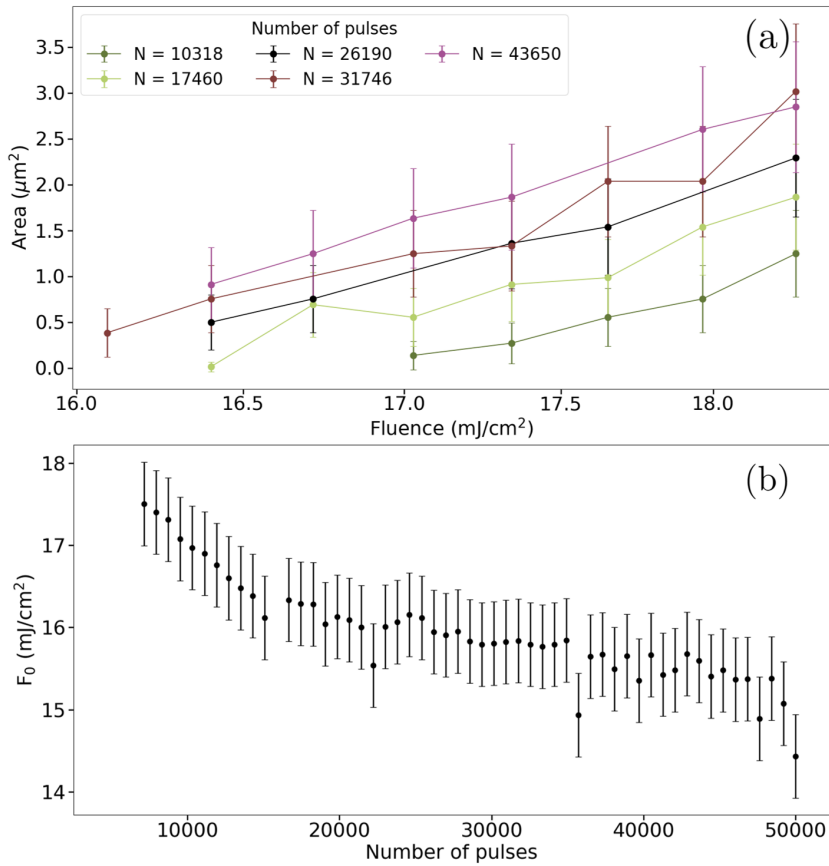 Number of pulses
N = 10318 N = 26190 N = 43650
N = 17460 N = 31746
(a)
Area (μm²)
3.5
3.0
2.5
2.0
1.5
1.0
0.5
0.0
16.0 16.5 17.0 17.5 18.0
Fluence (mJ/cm²)
(b)
F₀ (mJ/cm²)
18
17
16
15
14
10000 20000 30000 40000 50000
Number of pulses